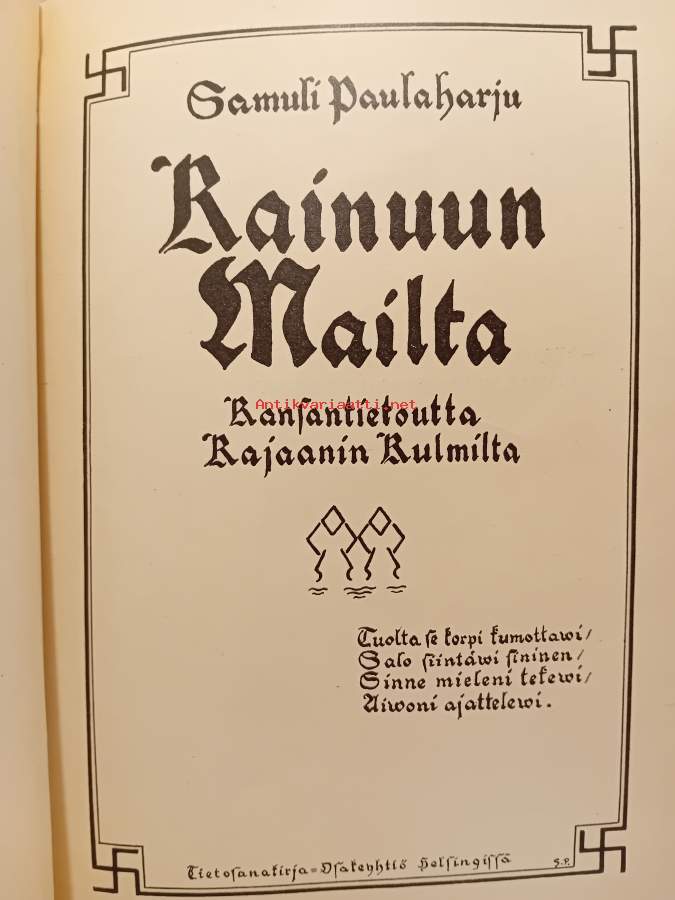 Samuli Paulaharju
Kainuun
Mailta
Antikvariaatti.net
Kansantietoutta
Kajaanin Kulmilta
Tuolta se korpi kumottawi/
Salo siintäwi sininen/
Sinne mieleni tekewi/
Aiwoni ajattelewi.
Tietosanakirja=Osakeyhtiö Helsingissä
S.P.